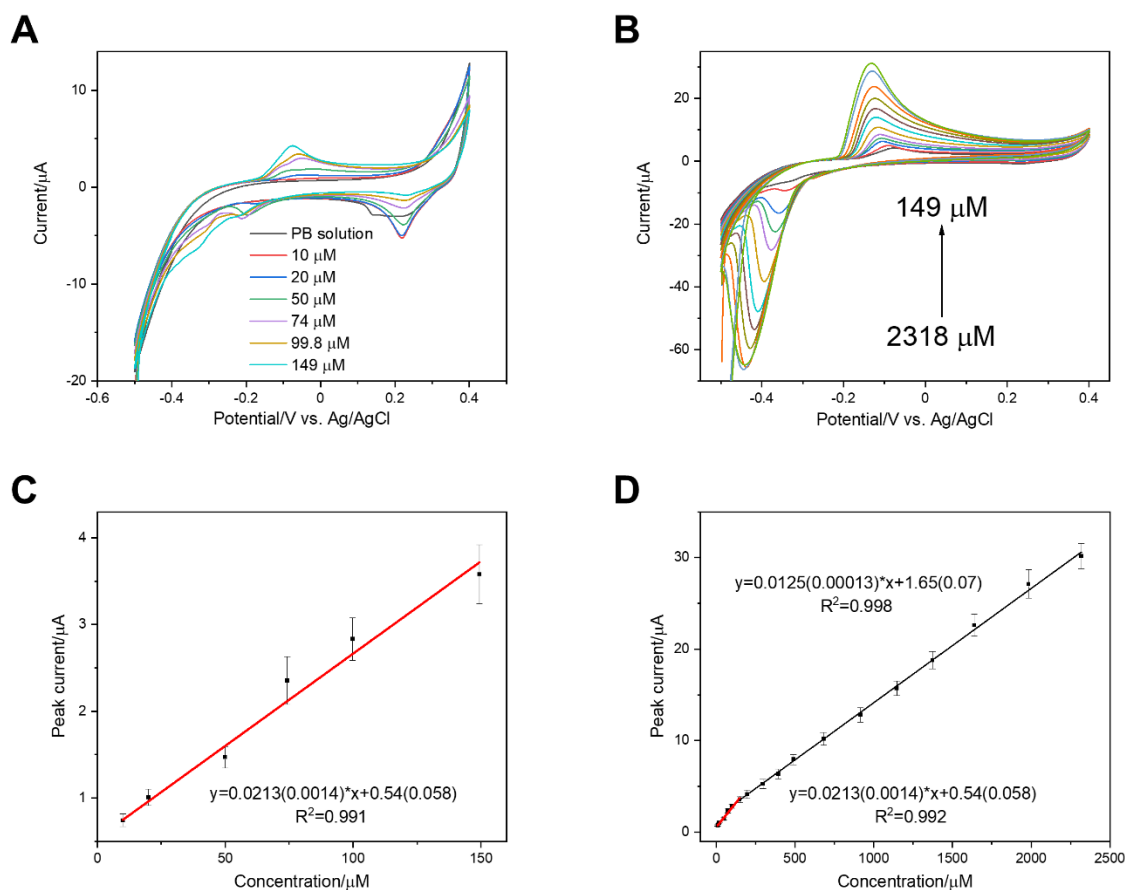 A
Current/μA
10
0
-10
-20
-0.6
-0.4
-0.2
0.0
0.2
0.4
Potential/V vs. Ag/AgCl
PB solution
10 μM
20 μM
50 μM
74 μM
99.8 μM
149 μM
B
Current/μA
20
0
-20
-40
-60
-0.4
-0.2
0.0
0.2
0.4
Potential/V vs. Ag/AgCl
149 μM
2318 μM
C
Peak current/μA
4
3
2
1
0
50
100
150
Concentration/μM
y=0.0213(0.0014)*x+0.54(0.058)
R²=0.991
D
Peak current/μA
30
20
10
0
0
500
1000
1500
2000
2500
Concentration/μM
y=0.0125(0.00013)*x+1.65(0.07)
R²=0.998
y=0.0213(0.0014)*x+0.54(0.058)
R²=0.992